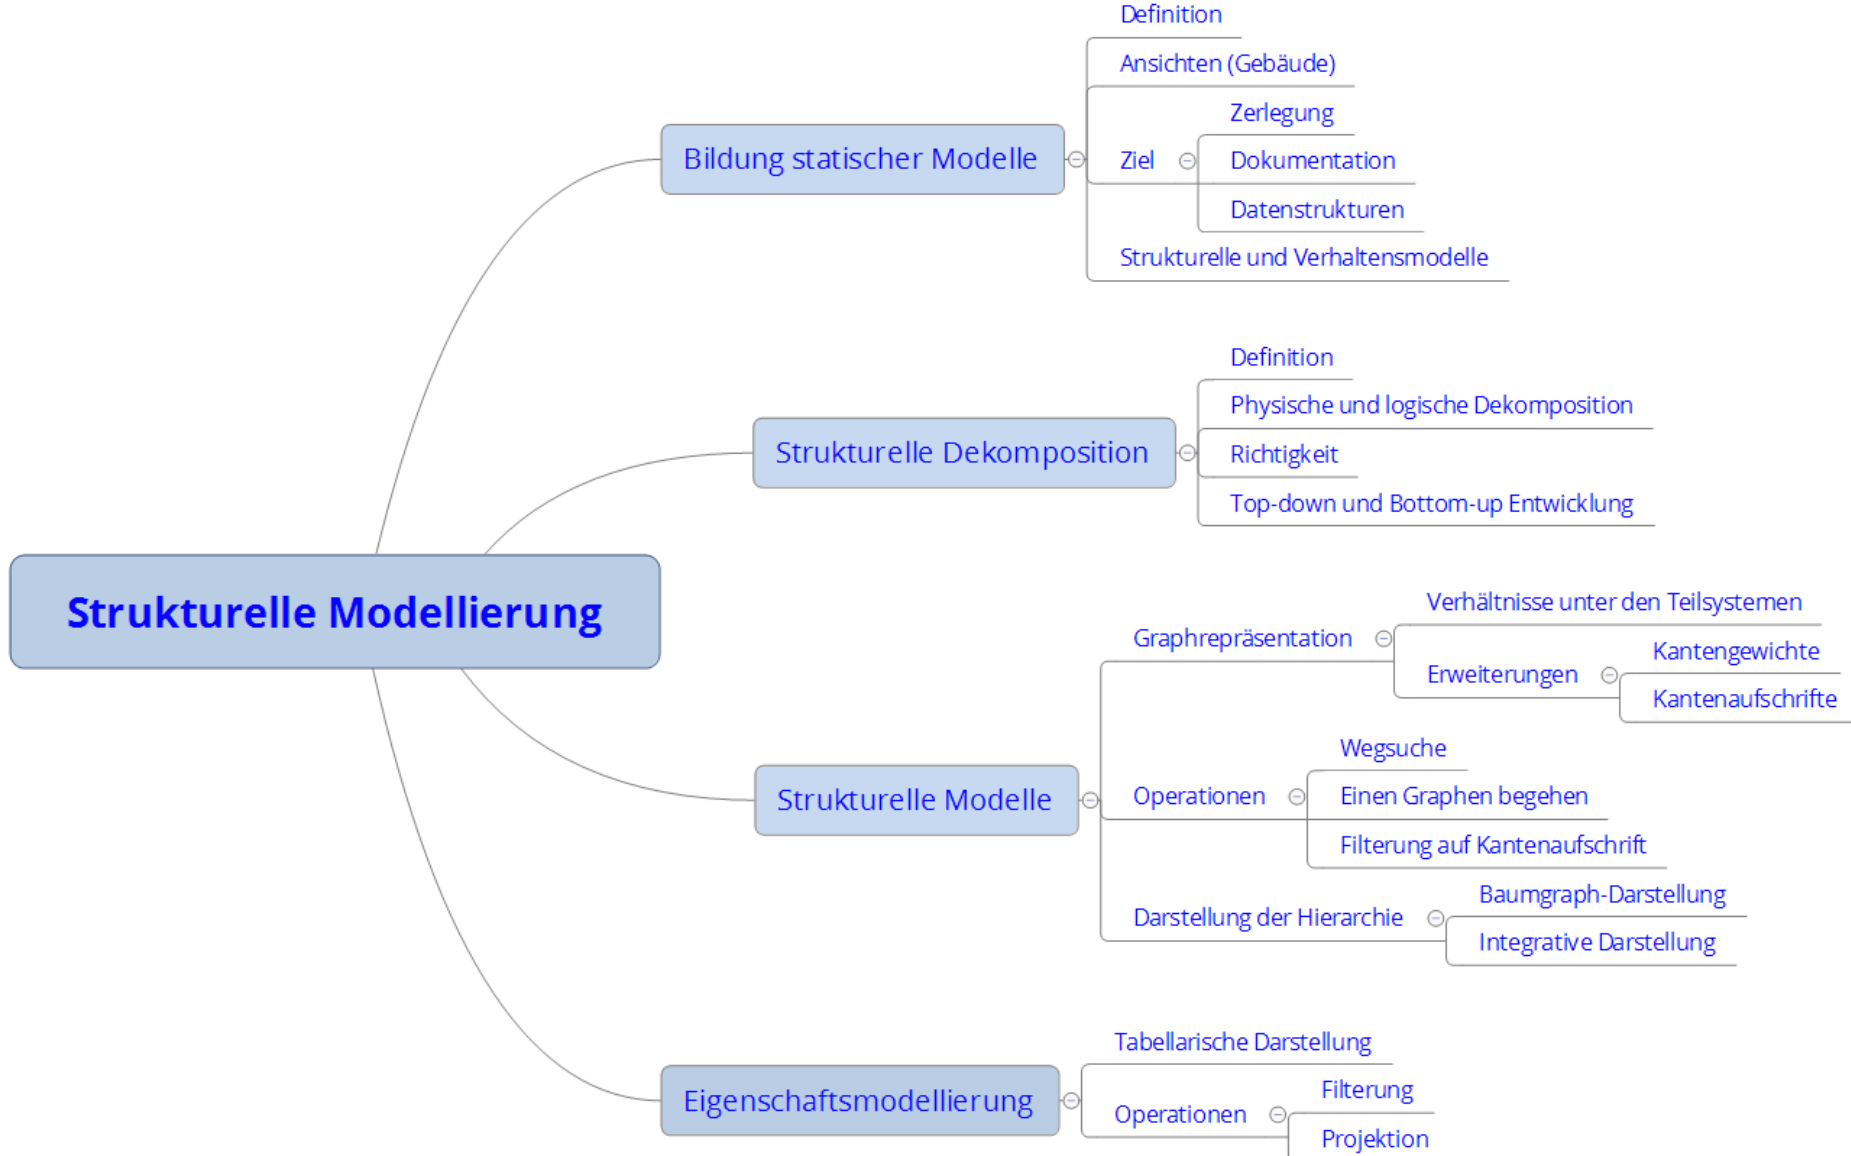 Strukturelle Modellierung
Bildung statischer Modelle
Definition
Ansichten (Gebäude)
Ziel
Zerlegung
Dokumentation
Datenstrukturen
Strukturelle und Verhaltensmodelle
Strukturelle Dekomposition
Definition
Physische und logische Dekomposition
Richtigkeit
Top-down und Bottom-up Entwicklung
Strukturelle Modelle
Graphrepräsentation
Verhältnisse unter den Teilsystemen
Erweiterungen
Kantengewichte
Kantenaufschrifte
Operationen
Wegsuche
Einen Graphen begehen
Filterung auf Kantenaufschrift
Darstellung der Hierarchie
Baumgraph-Darstellung
Integrative Darstellung
Eigenschaftsmodellierung
Tabellarische Darstellung
Operationen
Filterung
Projektion